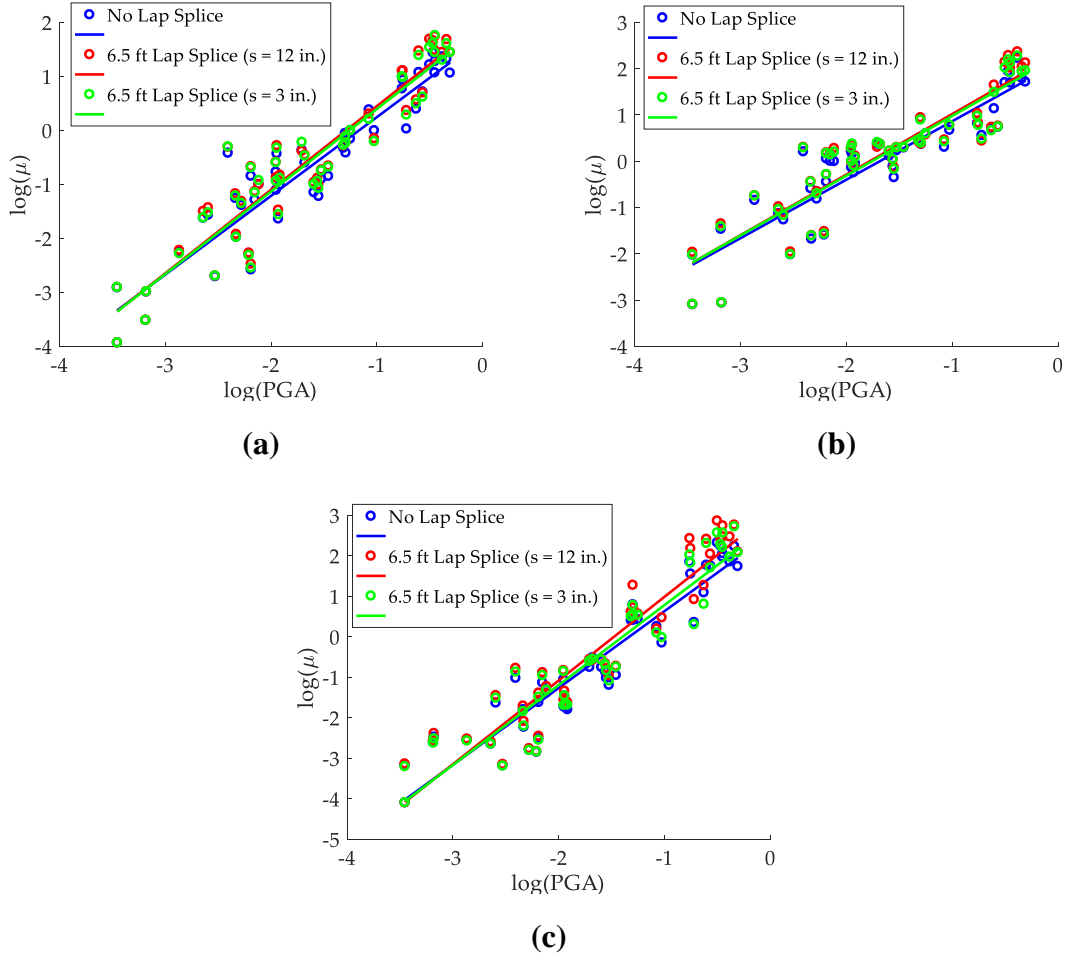 2
1
0
-1
-2
-3
-4
log(μ)
No Lap Splice
6.5 ft Lap Splice (s = 12 in.)
6.5 ft Lap Splice (s = 3 in.)
-4 -3 -2 -1 0
log(PGA)
(a)
3
2
1
0
-1
-2
-3
-4
log(μ)
No Lap Splice
6.5 ft Lap Splice (s = 12 in.)
6.5 ft Lap Splice (s = 3 in.)
-4 -3 -2 -1 0
log(PGA)
(b)
3
2
1
0
-1
-2
-3
-4
-5
log(μ)
No Lap Splice
6.5 ft Lap Splice (s = 12 in.)
6.5 ft Lap Splice (s = 3 in.)
-4 -3 -2 -1 0
log(PGA)
(c)